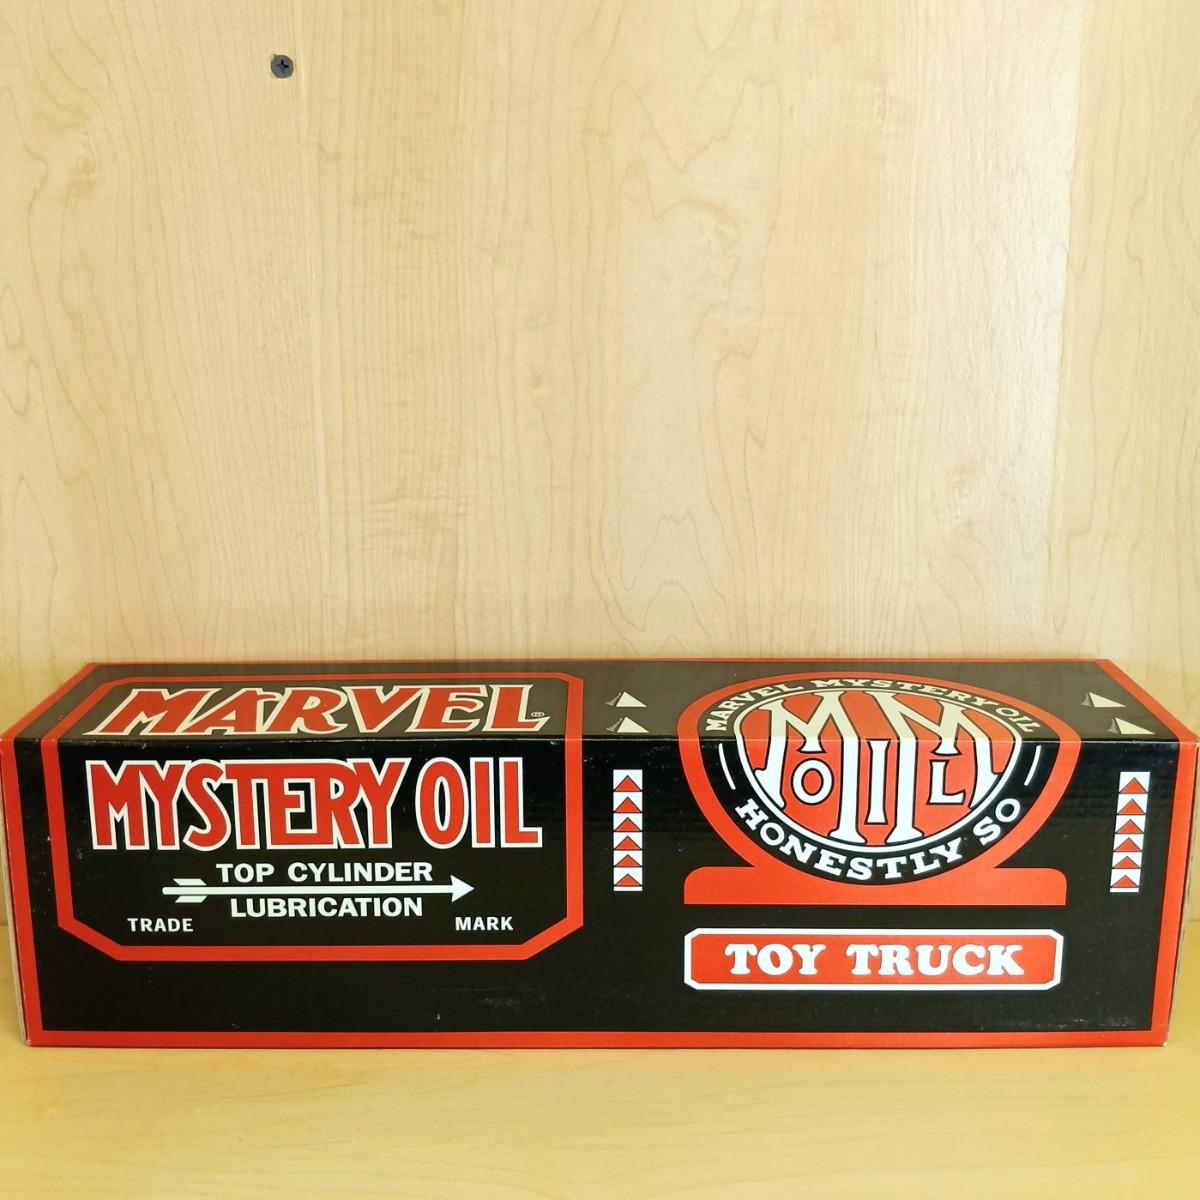 MARVEL®
MYSTERY OIL
TOP CYLINDER
LUBRICATION
TRADE MARK
MARVEL MYSTERY OIL
MM
OIL
HONESTLY SO
TOY TRUCK